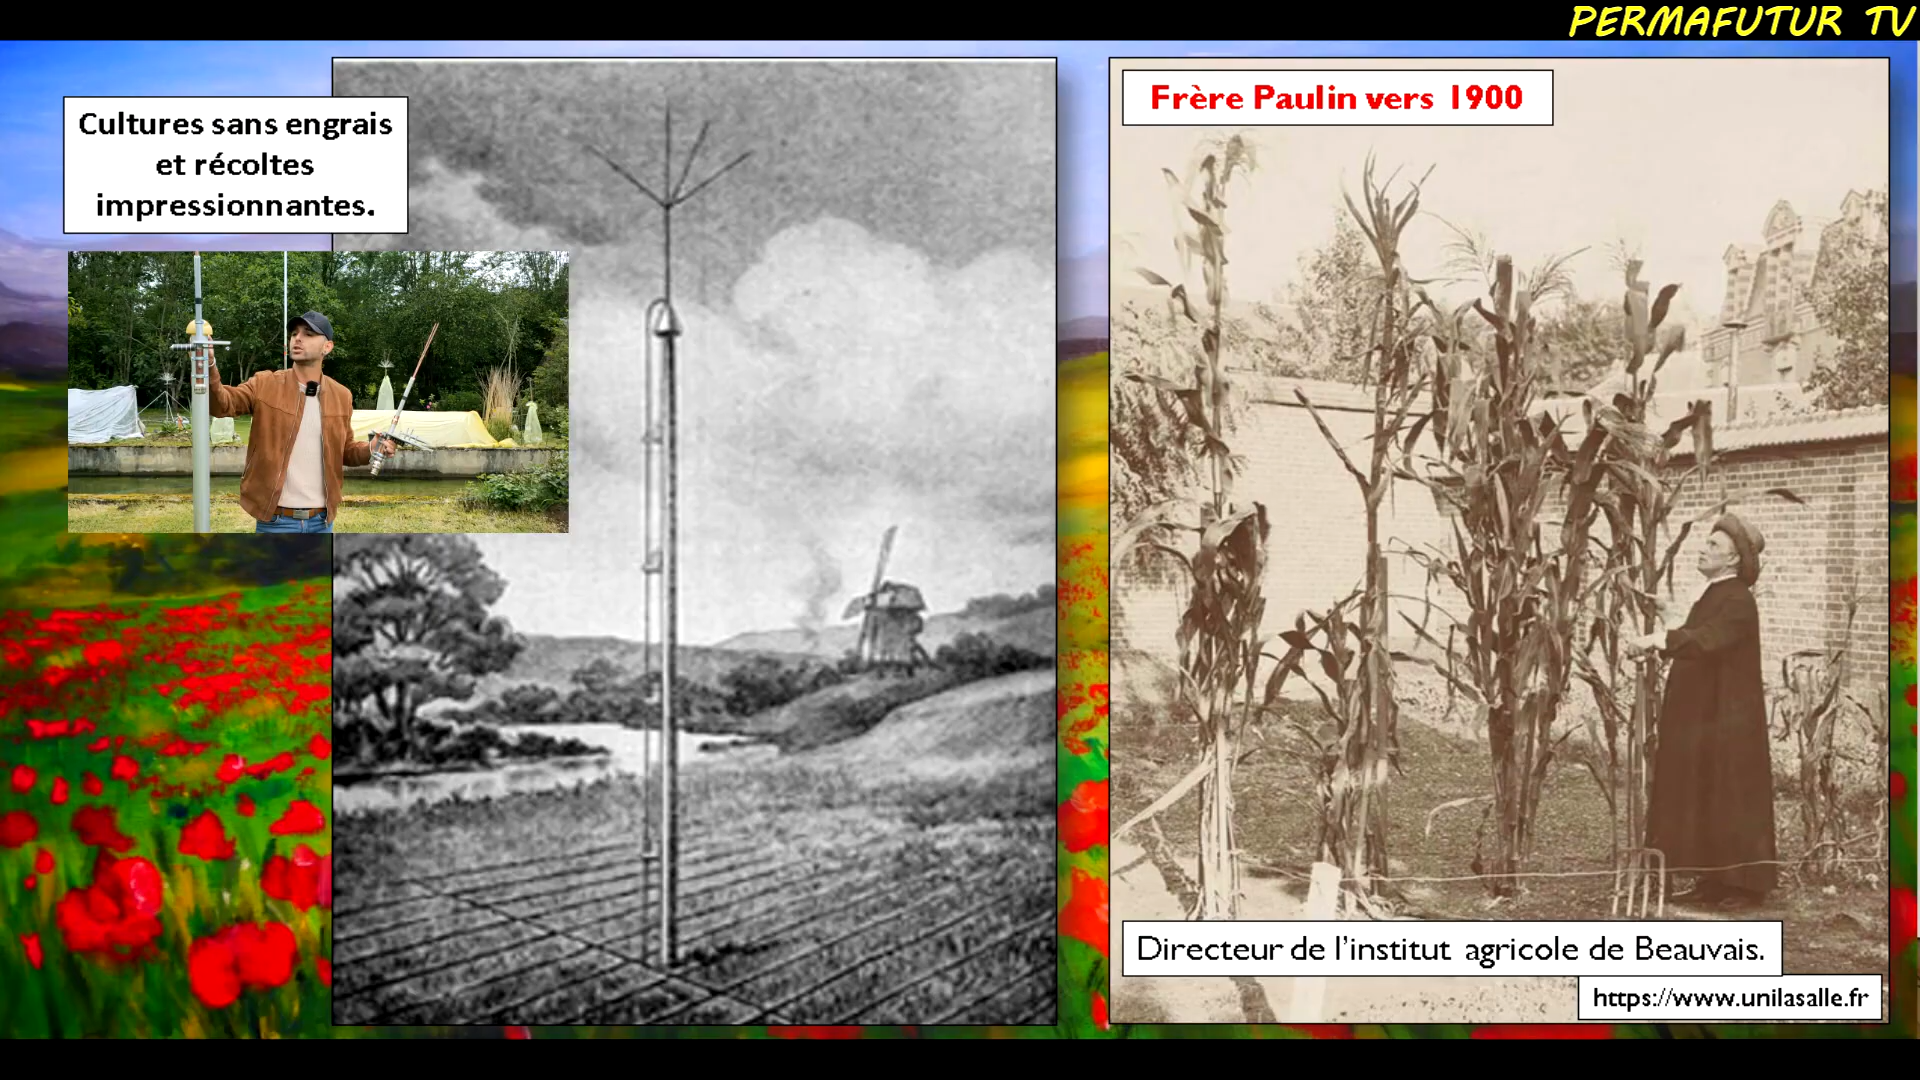 PERMAFUTUR TV
Cultures sans engrais
et récoltes
impressionnantes.
Frère Paulin vers 1900
Directeur de l'institut agricole de Beauvais.
https://www.unilasalle.fr